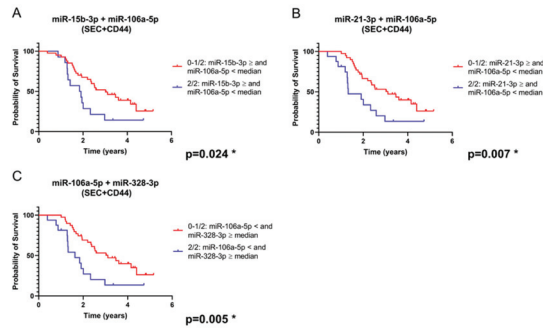 A
miR-15b-3p + miR-106a-5p
(SEC+CD44)
Probability of Survival
100
50
0
0
2
4
6
Time (years)
0-1/2: miR-15b-3p ≥ and
miR-106a-5p < median
2/2: miR-15b-3p ≥ and
miR-106a-5p < median
p=0.024 *
B
miR-21-3p + miR-106a-5p
(SEC+CD44)
Probability of Survival
100
50
0
0
2
4
6
Time (years)
0-1/2: miR-21-3p ≥ and
miR-106a-5p < median
2/2: miR-21-3p ≥ and
miR-106a-5p < median
p=0.007 *
C
miR-106a-5p + miR-328-3p
(SEC+CD44)
Probability of Survival
100
50
0
0
2
4
6
Time (years)
0-1/2: miR-106a-5p < and
miR-328-3p ≥ median
2/2: miR-106a-5p < and
miR-328-3p ≥ median
p=0.005 *